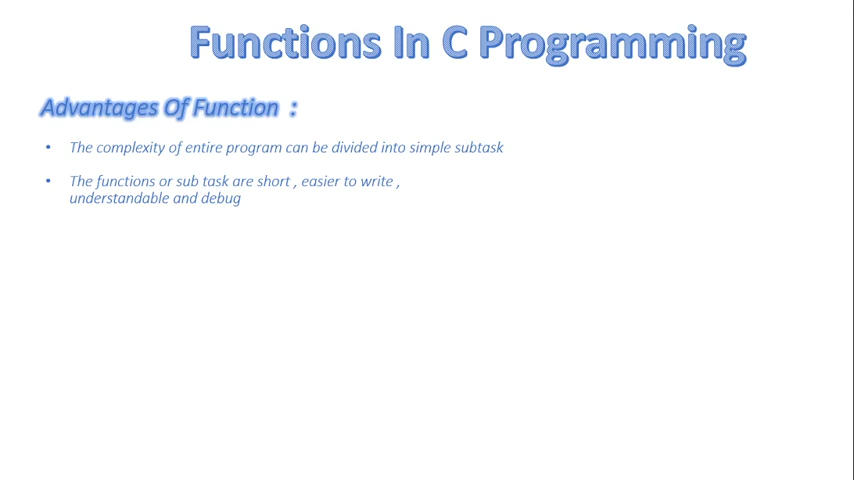 Functions In C Programming
Advantages Of Function :
• The complexity of entire program can be divided into simple subtask
• The functions or sub task are short , easier to write ,
understandable and debug